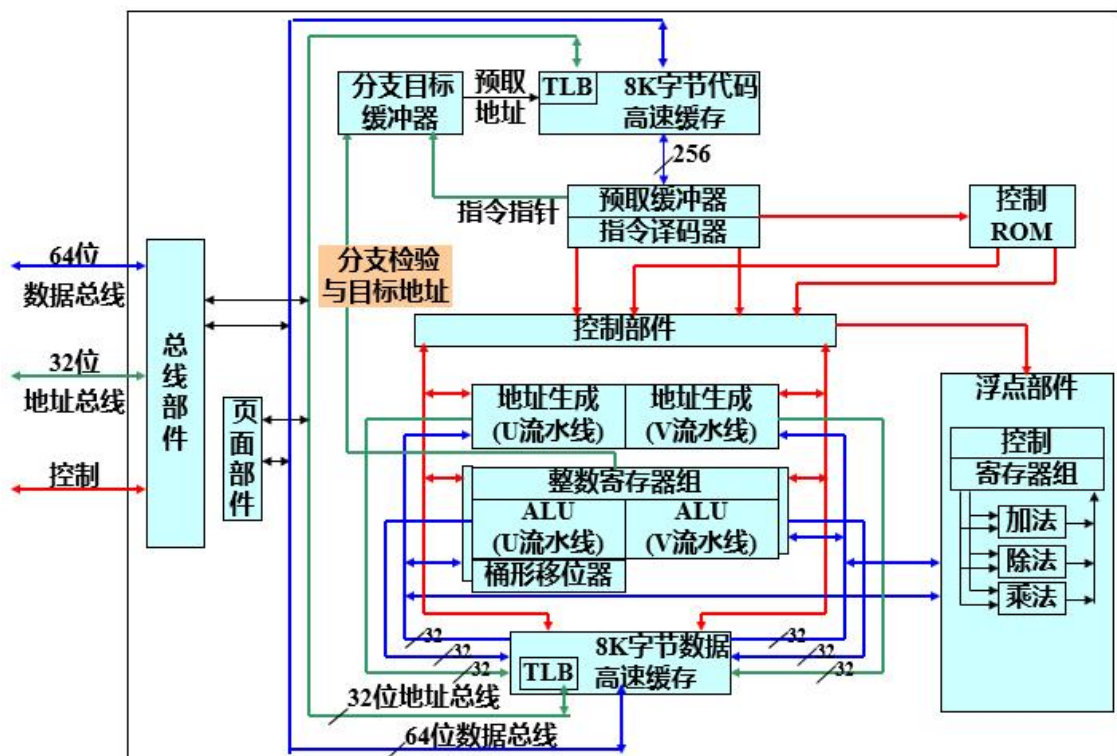 分支目标
缓冲器
预取
地址
TLB
8K字节代码
高速缓存
256
预取缓冲器
指令译码器
指令指针
控制
ROM
分支检验
与目标地址
64位
数据总线
32位
地址总线
控制
总
线
部
件
页
面
部
件
控制部件
地址生成
(U流水线)
地址生成
(V流水线)
整数寄存器组
ALU
(U流水线)
ALU
(V流水线)
桶形移位器
浮点部件
控制
寄存器组
加法
除法
乘法
32
32
32
8K字节数据
高速缓存
TLB
32
32
32
32位地址总线
64位数据总线